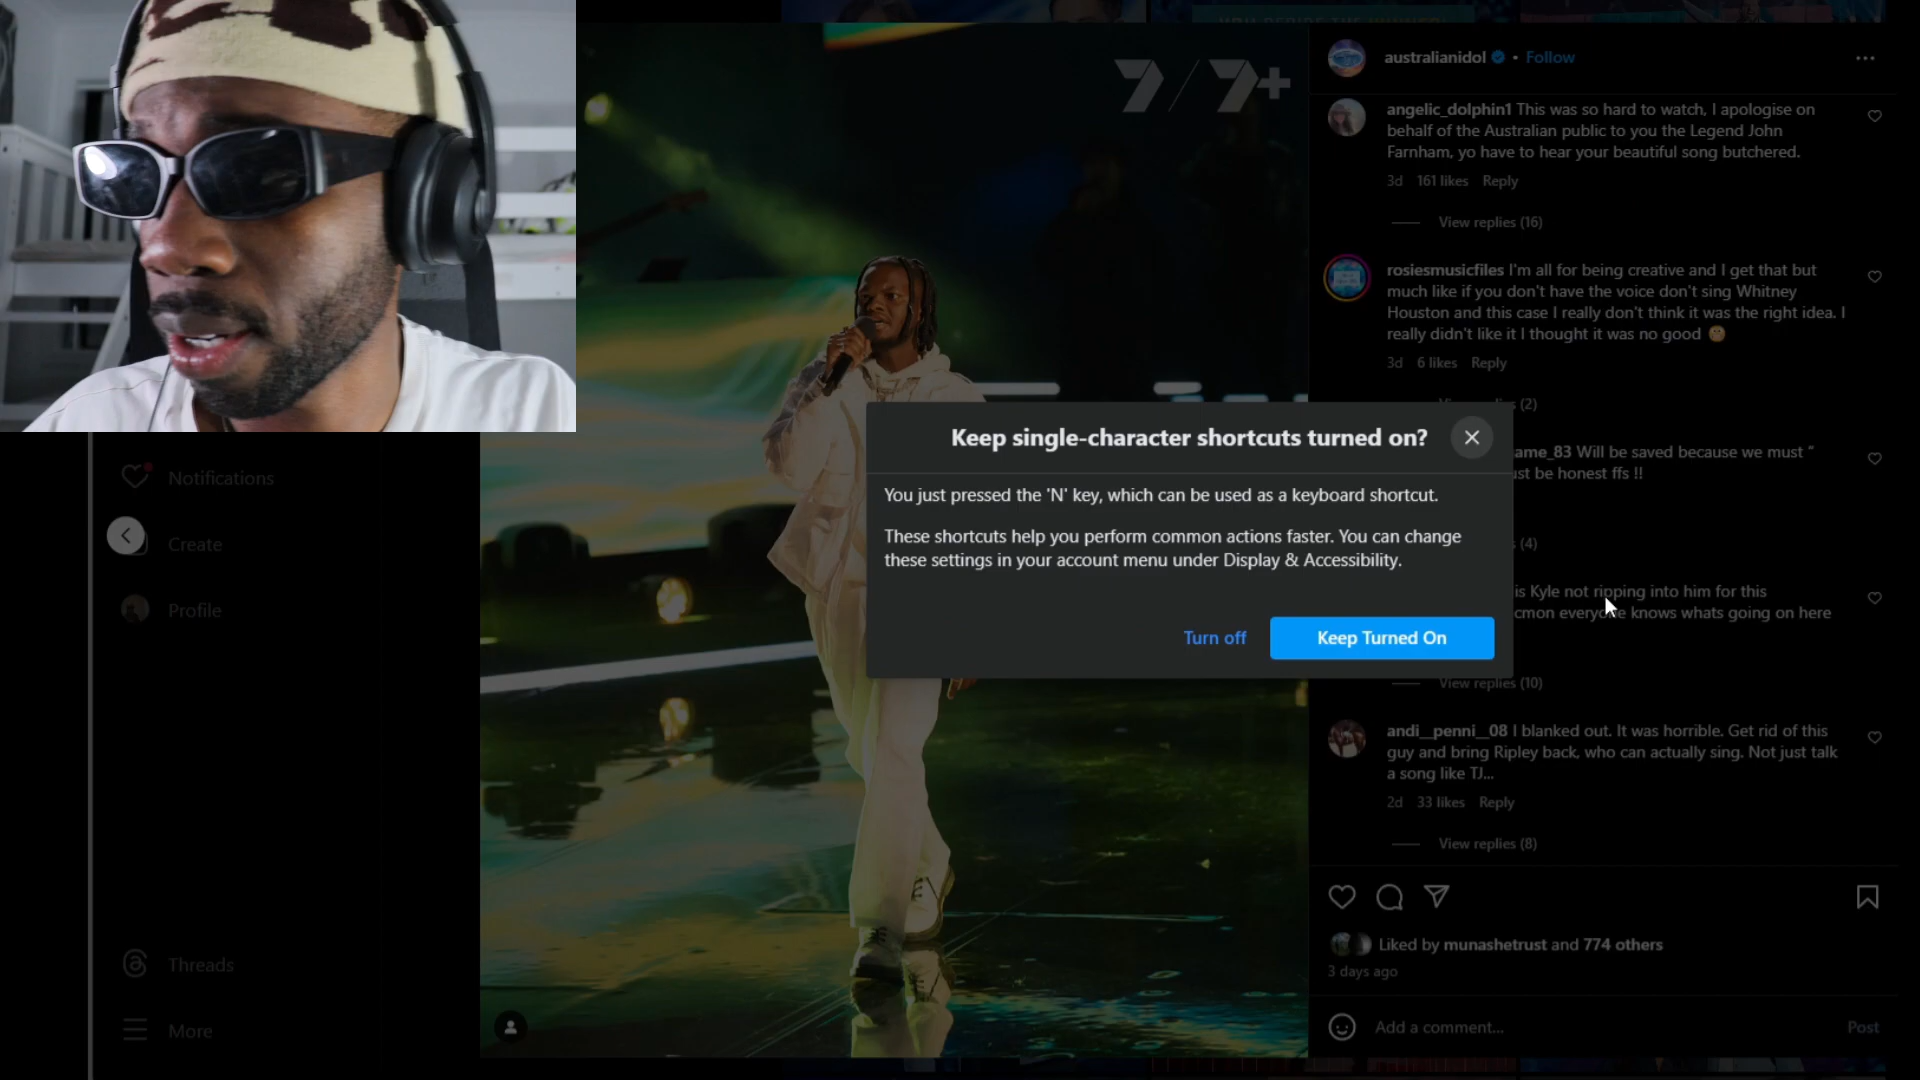 7/7+
australianidol • Follow
angelic_dolphin1 This was so hard to watch, I apologise on
behalf of the Australian public to you the Legend John
Farnham, yo have to hear your beautiful song butchered.
3d 161 likes Reply
View replies (16)
rosiesmusicfiles I'm all for being creative and I get that but
much like if you don't have the voice don't sing Whitney
Houston and this case I really don't think it was the right idea. I
really didn't like it I thought it was no good
3d 6 likes Reply
(2)
Keep single-character shortcuts turned on?
You just pressed the 'N' key, which can be used as a keyboard shortcut.
These shortcuts help you perform common actions faster. You can change
these settings in your account menu under Display & Accessibility.
Turn off
Keep Turned On
ame_83 Will be saved because we must “
ust be honest ffs !!
(4)
is Kyle not ripping into him for this
cmon everyone knows whats going on here
View replies (10)
andi__penni__08 I blanked out. It was horrible. Get rid of this
guy and bring Ripley back, who can actually sing. Not just talk
a song like TJ...
2d 33 likes Reply
View replies (8)
Liked by munashetrust and 774 others
3 days ago
Add a comment...
Post
Notifications
Create
Profile
Threads
More